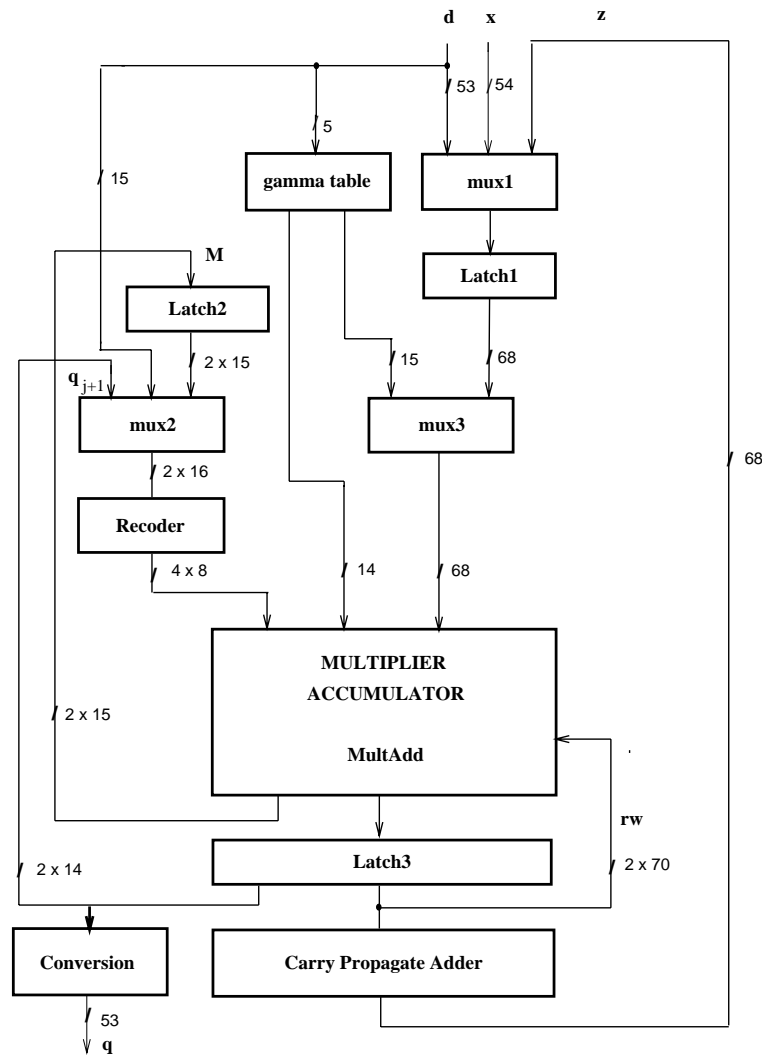 d x z
53 54
5
15
gamma table
mux1
M
Latch1
Latch2
2 x 15
15
68
q j+1
mux2
mux3
2 x 16
68
Recoder
4 x 8
14
68
MULTIPLIER
ACCUMULATOR
2 x 15
MultAdd
rw
Latch3
2 x 14
2 x 70
Conversion
Carry Propagate Adder
53
q